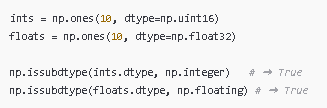 ints = np.ones(10, dtype=np.uint16)
floats = np.ones(10, dtype=np.float32)
np.issubdtype(ints.dtype, np.integer) # → True
np.issubdtype(floats.dtype, np.floating) # → True